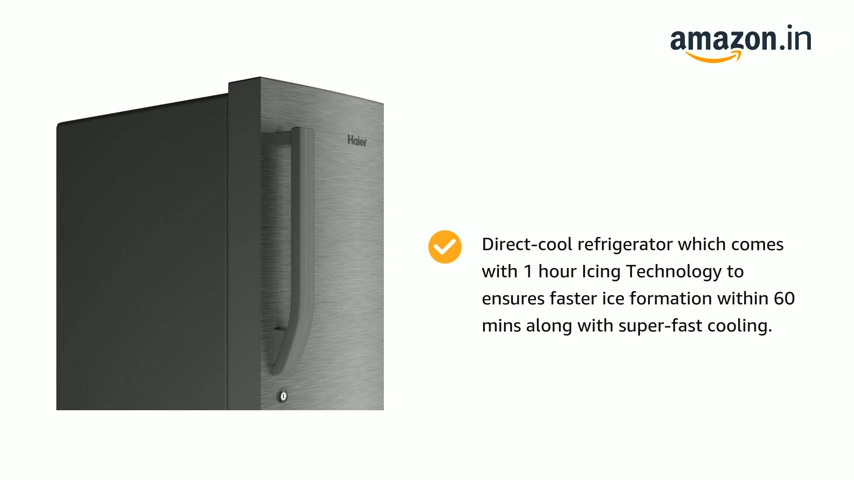 amazon.in
Haier
Direct-cool refrigerator which comes
with 1 hour Icing Technology to
ensures faster ice formation within 60
mins along with super-fast cooling.